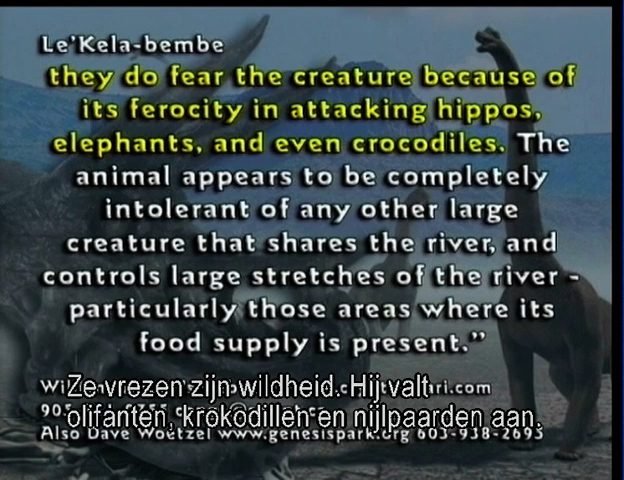 Le'Kela-bembe
they do fear the creature because of
its ferocity in attacking hippos,
elephants, and even crocodiles. The
animal appears to be completely
intolerant of any other large
creature that shares the river, and
controls large stretches of the river -
particularly those areas where its
food supply is present."
Ze vrezen zijn wildheid. Hij valt
olifanten, krokodillen en nijlpaarden aan.
Also Dave Woetzel www.genesispark.org 603-938-2693